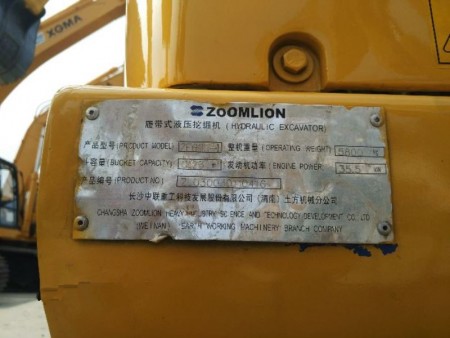 XGMA
ZOOMLION
履带式液压挖掘机 (HYDRAULIC EXCAVATOR)
产品型号(PRODUCT MODEL) 整机重量(OPERATING WEIGHT) 5600
斗容量(BUCKET CAPACITY) 发动机功率(ENGINE POWER) 35.5 kW
产品编号(PRODUCT NO)
长沙中联重工科技发展股份有限公司(渭南)土方机械分公司
CHANGSHA ZOOMLION HEAVY INDUSTRY SCIENCE AND TECHNOLOGY DEVELOPMENT CO. LTD
(WEINAN) EARTH WORKING MACHINERY BRANCH COMPANY